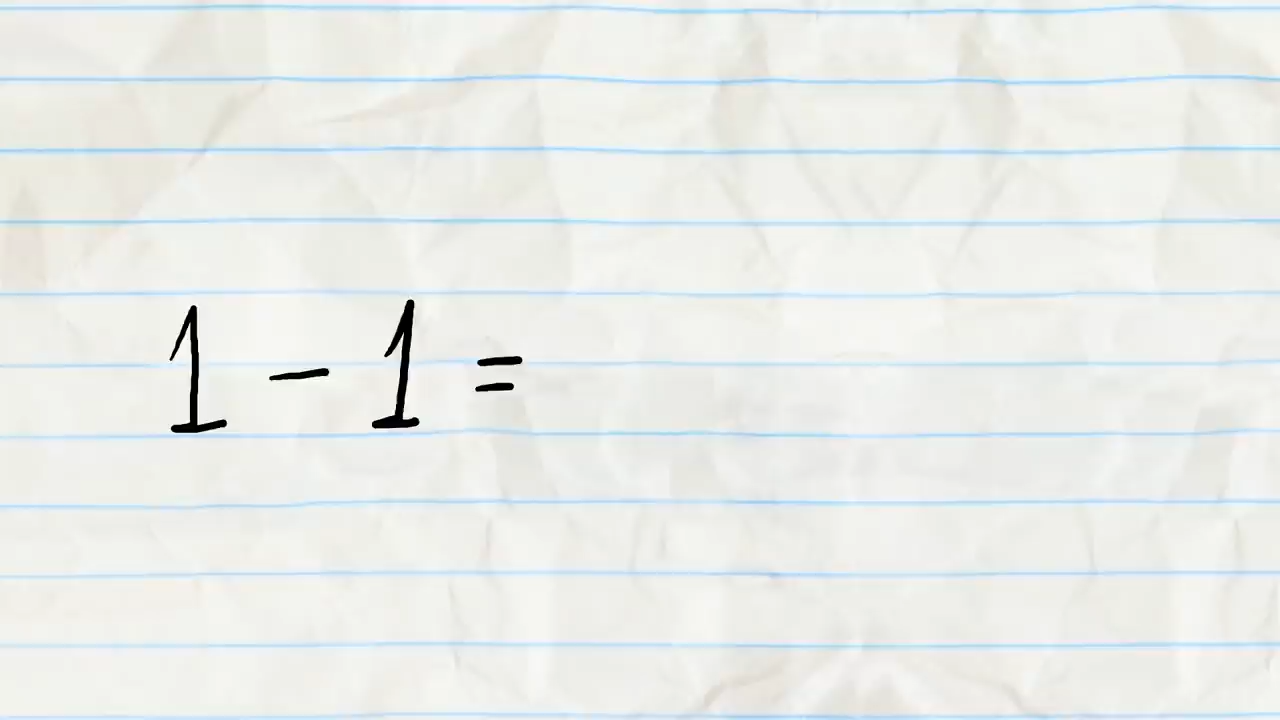 1 - 1 =